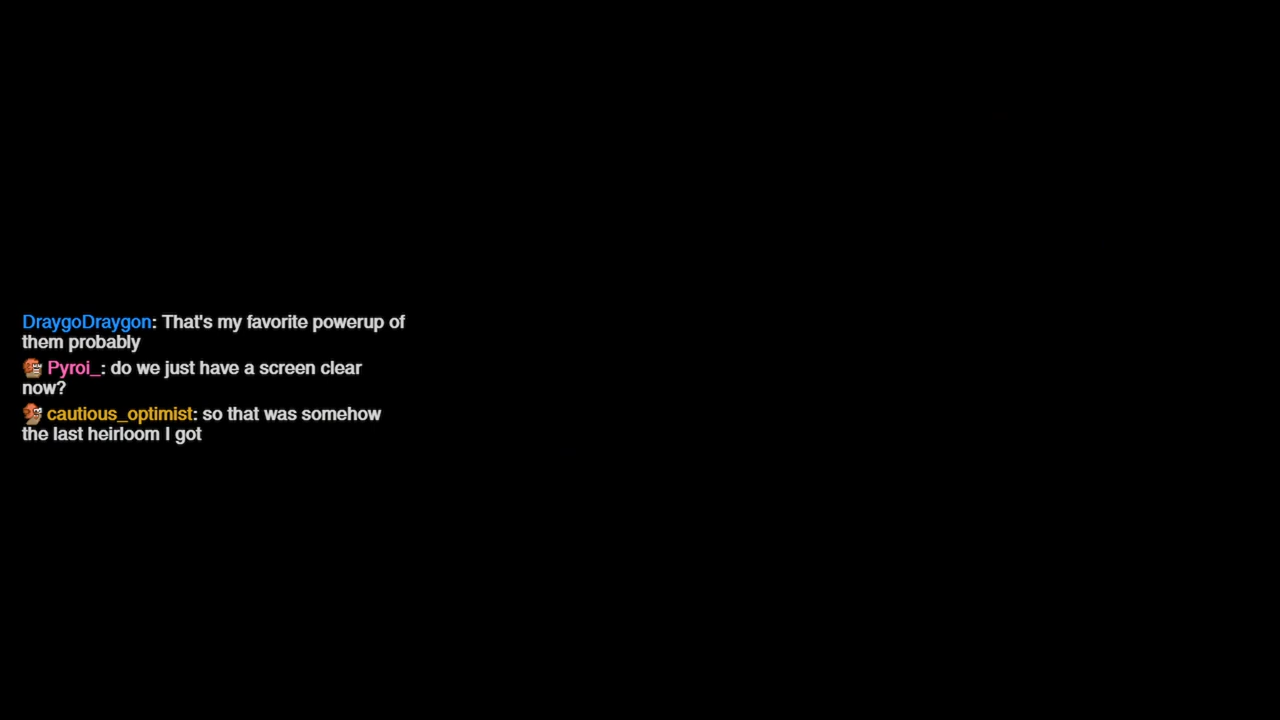 DraygoDraygon: That's my favorite powerup of
them probably
Pyroi_: do we just have a screen clear
now?
cautious_optimist: so that was somehow
the last heirloom I got